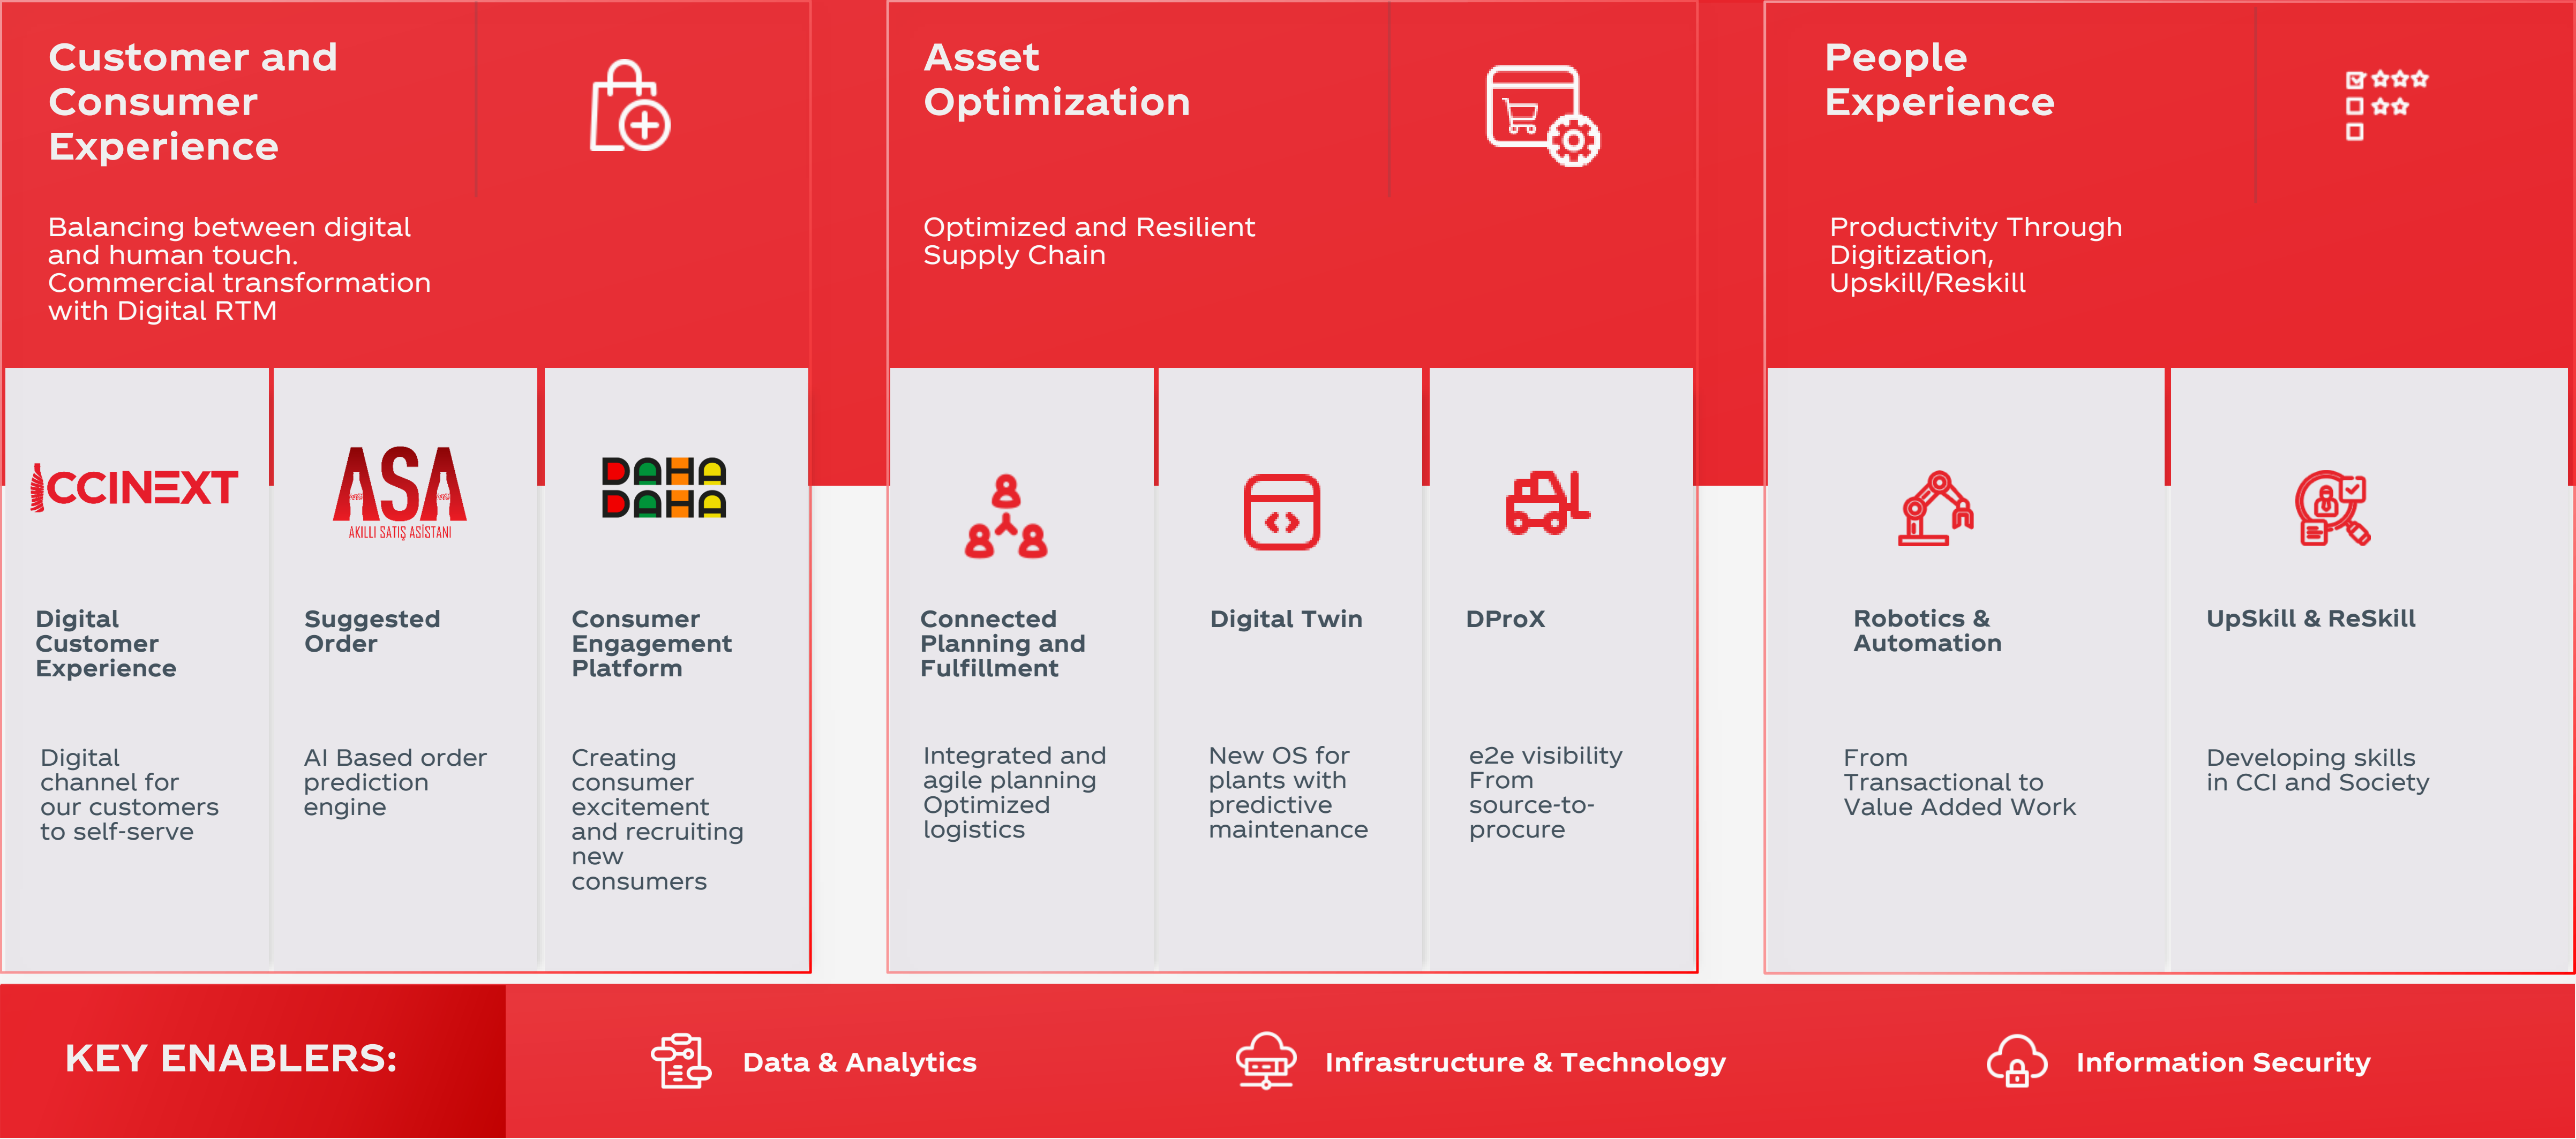 Customer and
Consumer
Experience
Balancing between digital
and human touch.
Commercial transformation
with Digital RTM
CCINEXT
Digital
Customer
Experience
Digital
channel for
our customers
to self-serve
ASA
AKILLI SATIŞ ASİSTANI
Suggested
Order
AI Based order
prediction
engine
DAHA
DAHA
Consumer
Engagement
Platform
Creating
consumer
excitement
and recruiting
new
consumers
Asset
Optimization
Optimized and Resilient
Supply Chain
Connected
Planning and
Fulfillment
Integrated and
agile planning
Optimized
logistics
Digital Twin
New OS for
plants with
predictive
maintenance
DProX
e2e visibility
From
source-to-
procure
People
Experience
Productivity Through
Digitization,
Upskill/Reskill
Robotics &
Automation
From
Transactional to
Value Added Work
UpSkill & ReSkill
Developing skills
in CCI and Society
KEY ENABLERS:
Data & Analytics
Infrastructure & Technology
Information Security